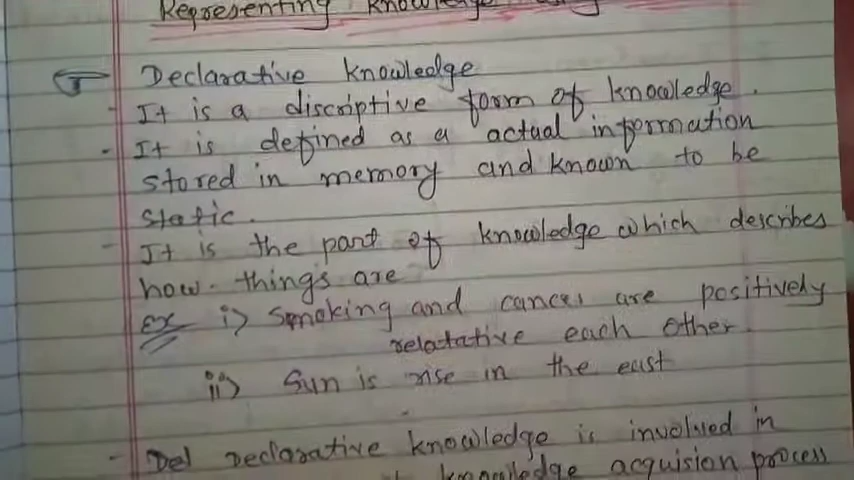 Representing Knowledge
Declarative knowledge
- It is a discriptive form of knowledge.
- It is defined as a actual information
stored in memory and known to be
static.
- It is the part of knowledge which describes
how things are
Ex i> Smoking and cancer are positively
relatative each other.
ii> Sun is rise in the east
- Del Declarative knowledge is involved in
knowledge acquision process